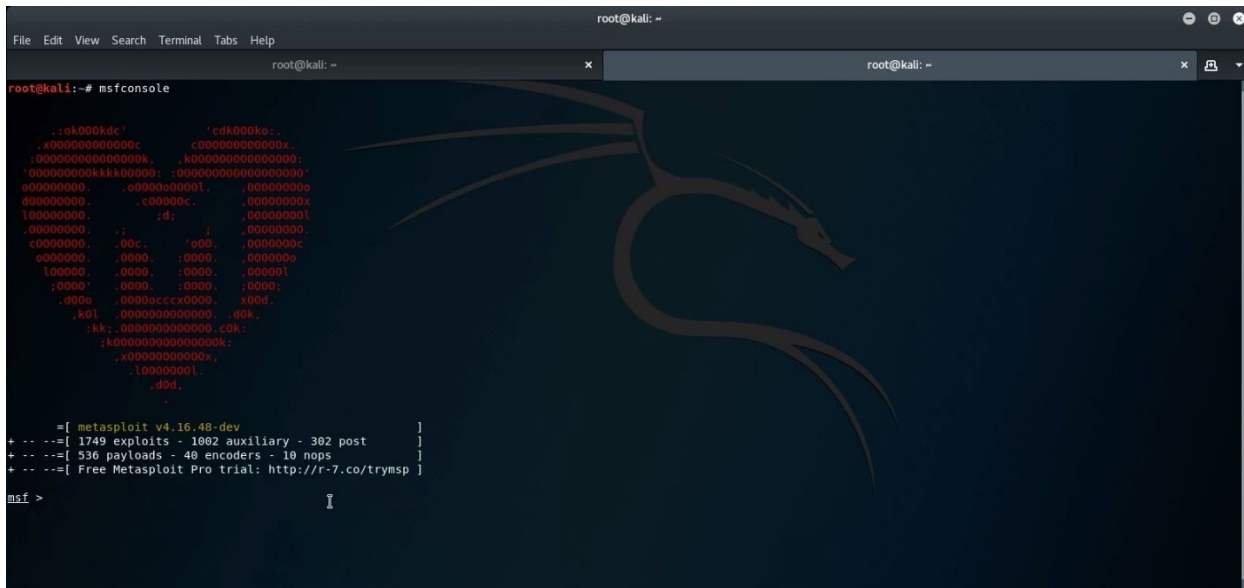 root@kali: ~
File Edit View Search Terminal Tabs Help
root@kali: ~
root@kali: ~
root@kali:~# msfconsole
=[ metasploit v4.16.48-dev ]
+ -- --=[ 1749 exploits - 1002 auxiliary - 302 post ]
+ -- --=[ 536 payloads - 40 encoders - 10 nops ]
+ -- --=[ Free Metasploit Pro trial: http://r-7.co/trymsp ]
msf >